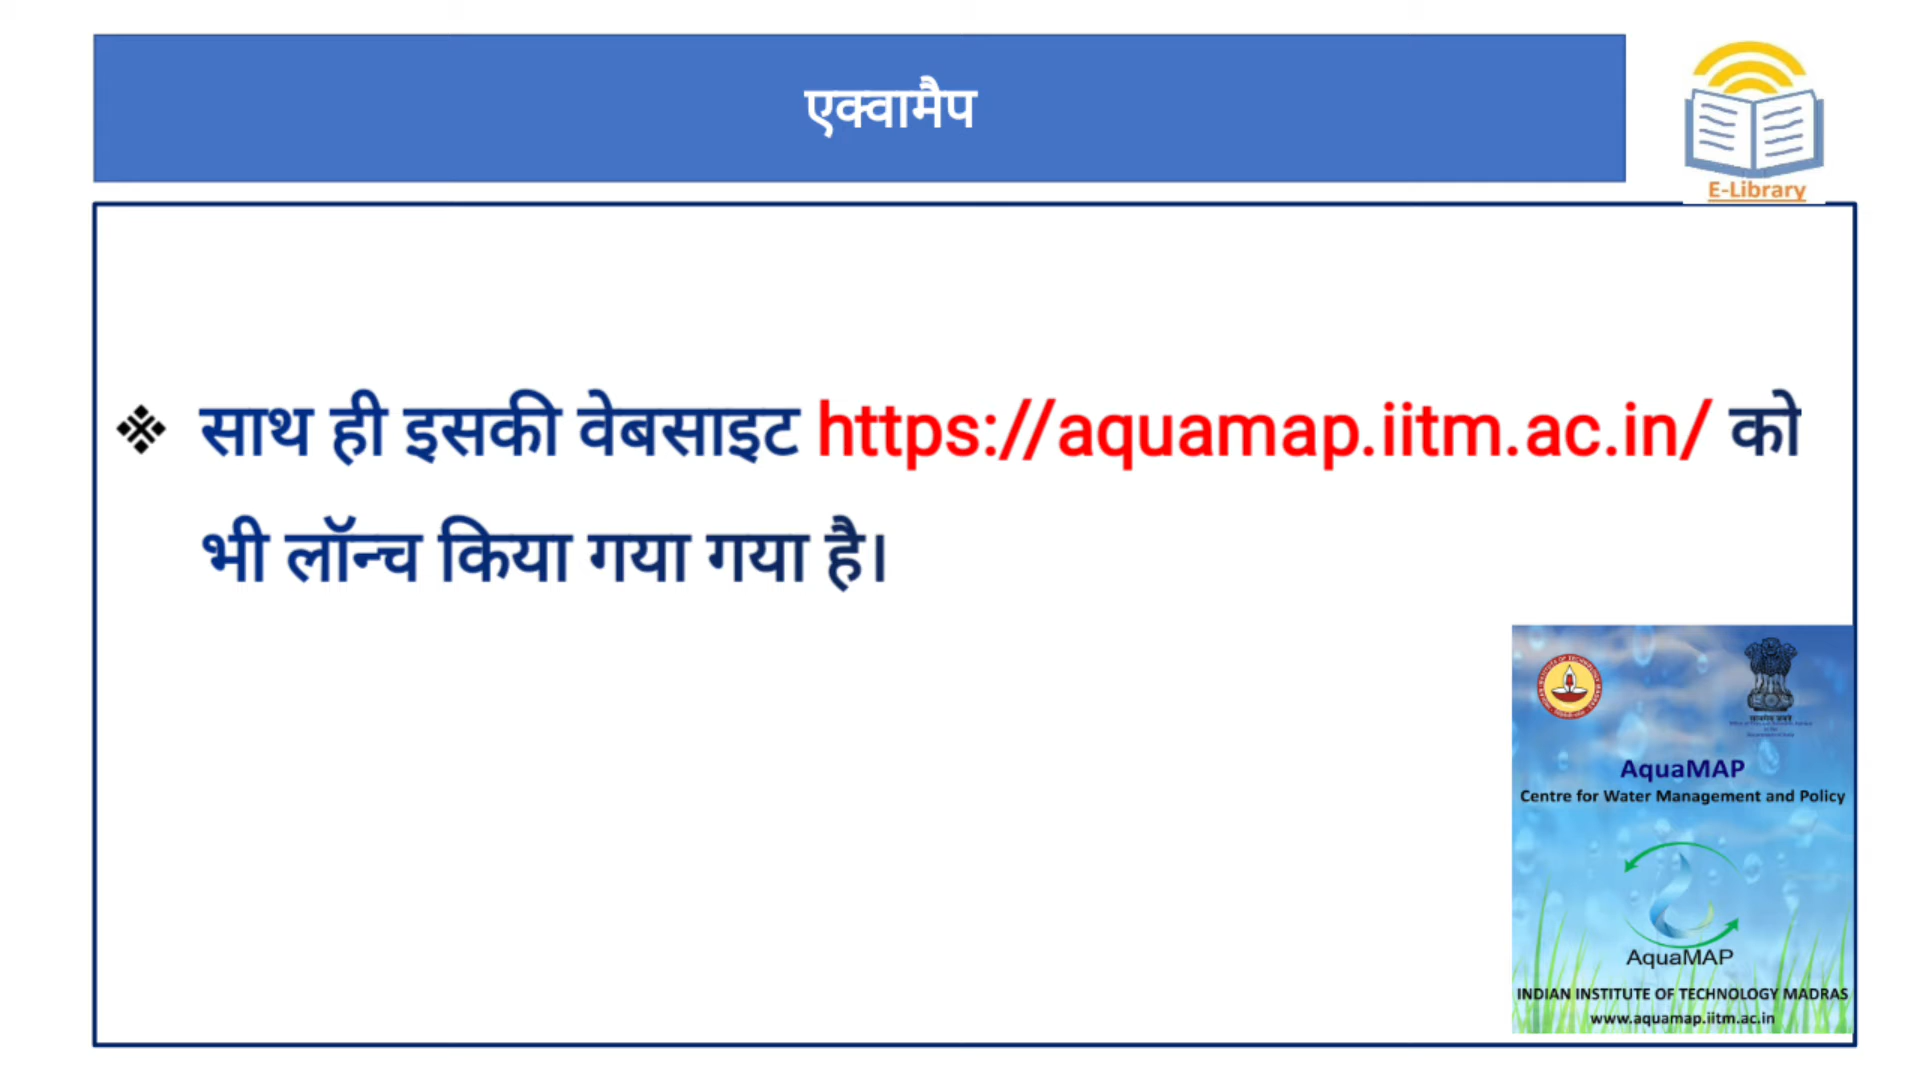 एक्वामैप
E-Library
❖ साथ ही इसकी वेबसाइट https://aquamap.iitm.ac.in/ को
भी लॉन्च किया गया गया है।
AquaMAP
Centre for Water Management and Policy
AquaMAP
INDIAN INSTITUTE OF TECHNOLOGY MADRAS
www.aquamap.iitm.ac.in